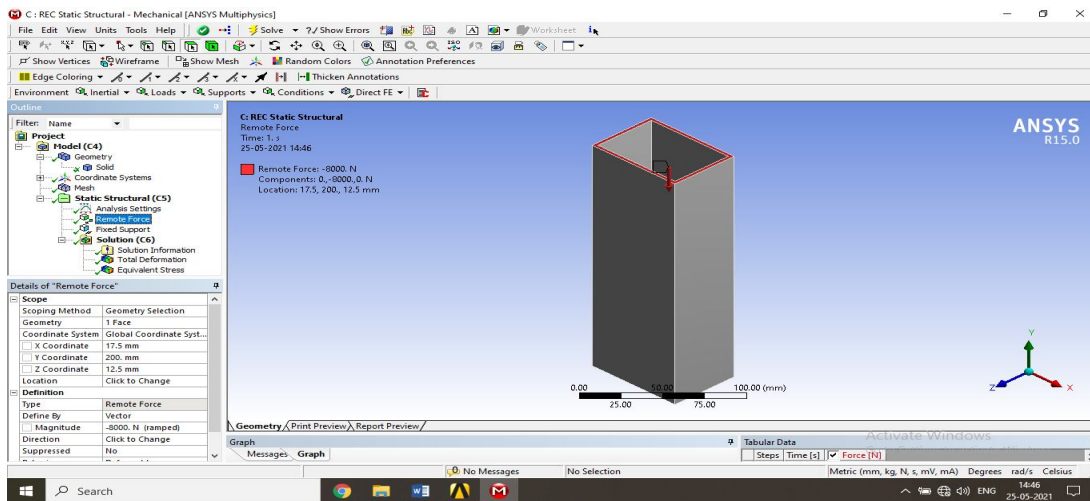 C : REC Static Structural - Mechanical [ANSYS Multiphysics]
File Edit View Units Tools Help Solve ?/ Show Errors Worksheet
Show Vertices Wireframe Show Mesh Random Colors Annotation Preferences
Edge Coloring Thicken Annotations
Environment Inertial Loads Supports Conditions Direct FE
Outline
Filter: Name
Project
Model (C4)
Geometry
Solid
Coordinate Systems
Mesh
Static Structural (C5)
Analysis Settings
Remote Force
Fixed Support
Solution (C6)
Solution Information
Total Deformation
Equivalent Stress
Details of "Remote Force"
Scope
Scoping Method Geometry Selection
Geometry 1 Face
Coordinate System Global Coordinate Syst...
X Coordinate 17.5 mm
Y Coordinate 200. mm
Z Coordinate 12.5 mm
Location Click to Change
Definition
Type Remote Force
Define By Vector
Magnitude -8000. N (ramped)
Direction Click to Change
Suppressed No
C: REC Static Structural
Remote Force
Time: 1. s
25-05-2021 14:46
Remote Force: -8000. N
Components: 0.,-8000.,0. N
Location: 17.5, 200., 12.5 mm
ANSYS
R15.0
0.00 50.00 100.00 (mm)
25.00 75.00
Y
Z X
Geometry Print Preview Report Preview
Graph
Messages Graph
Tabular Data
Steps Time [s] Force [N]
Activate Windows
No Messages No Selection Metric (mm, kg, N, s, mV, mA) Degrees rad/s Celsius
Search
ENG 14:46
25-05-2021